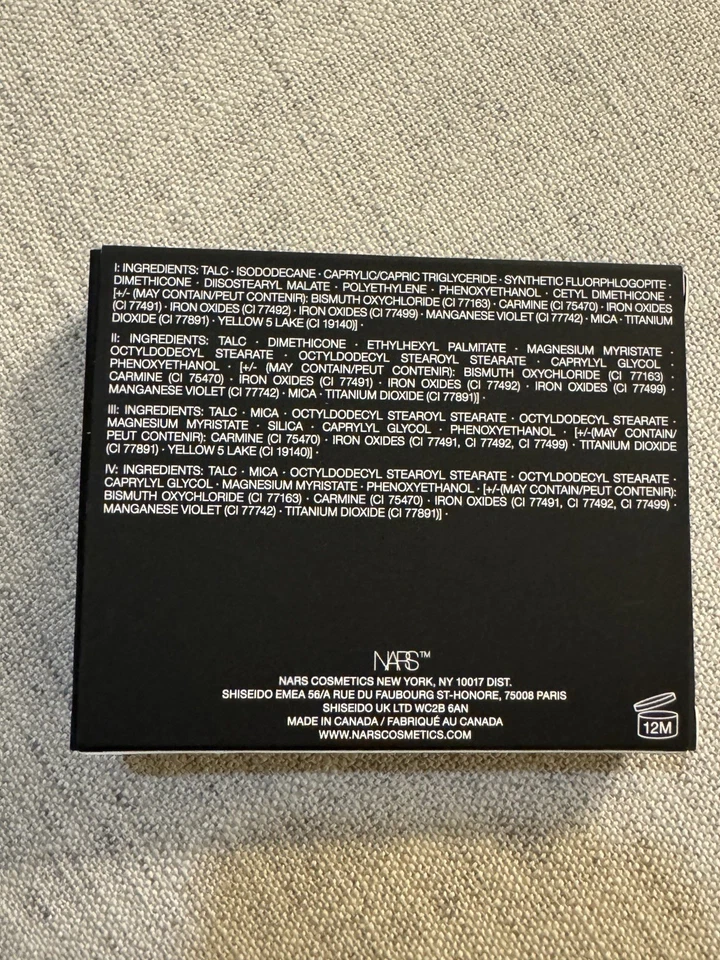 I: INGREDIENTS: TALC · ISODODECANE · CAPRYLIC/CAPRIC TRIGLYCERIDE · SYNTHETIC FLUORPHLOGOPITE ·
DIMETHICONE · DIISOSTEARYL MALATE · POLYETHYLENE · PHENOXYETHANOL · CETYL DIMETHICONE ·
[+/- (MAY CONTAIN/PEUT CONTENIR): BISMUTH OXYCHLORIDE (CI 77163) · CARMINE (CI 75470) · IRON OXIDES
(CI 77491) · IRON OXIDES (CI 77492) · IRON OXIDES (CI 77499) · MANGANESE VIOLET (CI 77742) · MICA · TITANIUM
DIOXIDE (CI 77891) · YELLOW 5 LAKE (CI 19140)] ·
II: INGREDIENTS: TALC · DIMETHICONE · ETHYLHEXYL PALMITATE · MAGNESIUM MYRISTATE ·
OCTYLDODECYL STEARATE · OCTYLDODECYL STEAROYL STEARATE · CAPRYLYL GLYCOL ·
PHENOXYETHANOL · [+/- (MAY CONTAIN/PEUT CONTENIR): BISMUTH OXYCHLORIDE (CI 77163) ·
CARMINE (CI 75470) · IRON OXIDES (CI 77491) · IRON OXIDES (CI 77492) · IRON OXIDES (CI 77499) ·
MANGANESE VIOLET (CI 77742) · MICA · TITANIUM DIOXIDE (CI 77891)] ·
III: INGREDIENTS: TALC · MICA · OCTYLDODECYL STEAROYL STEARATE · OCTYLDODECYL STEARATE ·
MAGNESIUM MYRISTATE · SILICA · CAPRYLYL GLYCOL · PHENOXYETHANOL · [+/-(MAY CONTAIN/
PEUT CONTENIR): CARMINE (CI 75470) · IRON OXIDES (CI 77491, CI 77492, CI 77499) · TITANIUM DIOXIDE
(CI 77891) · YELLOW 5 LAKE (CI 19140)] ·
IV: INGREDIENTS: TALC · MICA · OCTYLDODECYL STEAROYL STEARATE · OCTYLDODECYL STEARATE ·
CAPRYLYL GLYCOL · MAGNESIUM MYRISTATE · PHENOXYETHANOL · [+/-(MAY CONTAIN/PEUT CONTENIR):
BISMUTH OXYCHLORIDE (CI 77163) · CARMINE (CI 75470) · IRON OXIDES (CI 77491, CI 77492, CI 77499) ·
MANGANESE VIOLET (CI 77742) · TITANIUM DIOXIDE (CI 77891)] ·
NARS™
NARS COSMETICS NEW YORK, NY 10017 DIST.
SHISEIDO EMEA 56/A RUE DU FAUBOURG ST-HONORE, 75008 PARIS
SHISEIDO UK LTD WC2B 6AN
MADE IN CANADA / FABRIQUÉ AU CANADA
WWW.NARSCOSMETICS.COM
12M